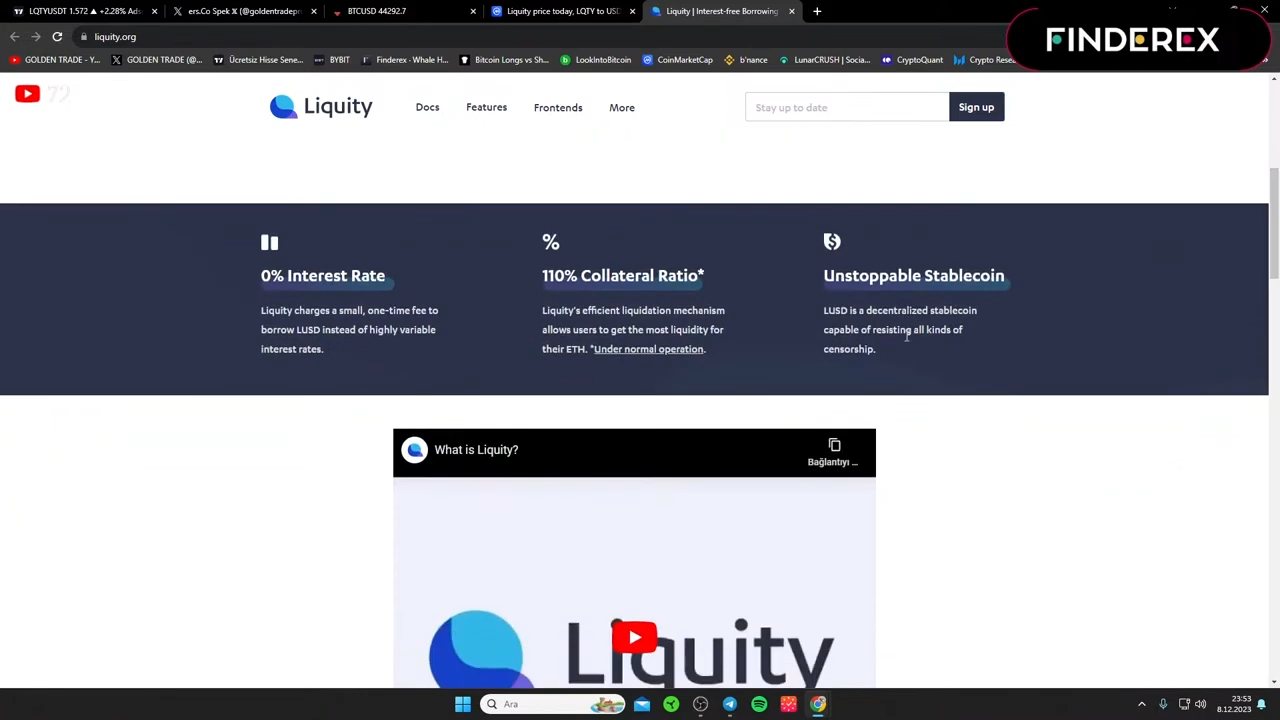 LQTYUSDT 1.572 ▲ +2.28% Ads
ers.Co Spek X (@goldentradepr
BTCUSD 44292.7
Liquity price today, LQTY to USD
Liquity | Interest-free Borrowing
liquity.org
FINDEREX
GOLDEN TRADE - Y...
GOLDEN TRADE (@...
Ücretsiz Hisse Sene...
BYBIT
Finderex - Whale H...
Bitcoin Longs vs Sh...
LookIntoBitcoin
CoinMarketCap
b'nance
LunarCRUSH | Socia...
CryptoQuant
Crypto Resea
72
Liquity
Docs
Features
Frontends
More
Stay up to date
Sign up
0% Interest Rate
Liquity charges a small, one-time fee to
borrow LUSD instead of highly variable
interest rates.
110% Collateral Ratio*
Liquity's efficient liquidation mechanism
allows users to get the most liquidity for
their ETH. *Under normal operation.
Unstoppable Stablecoin
LUSD is a decentralized stablecoin
capable of resisting all kinds of
censorship.
What is Liquity?
Bağlantıyı ...
Liquity
Ara
23:53
8.12.2023